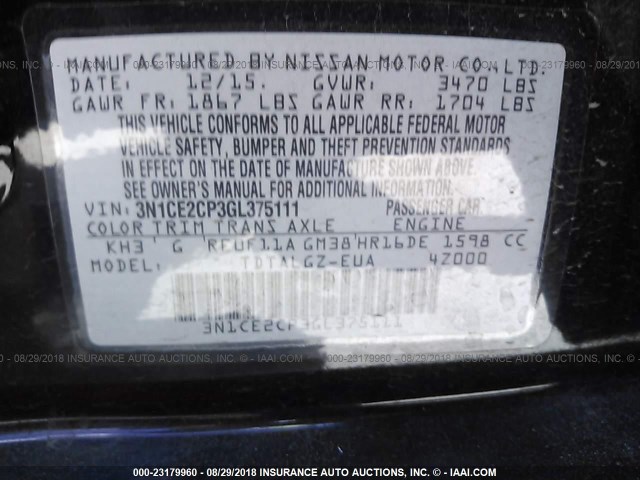 MANUFACTURED BY NISSAN MOTOR CO., LTD.
DATE: 12/15. GVWR: 3470 LBS
GAWR FR: 1867 LBS GAWR RR: 1704 LBS
THIS VEHICLE CONFORMS TO ALL APPLICABLE FEDERAL MOTOR
VEHICLE SAFETY, BUMPER AND THEFT PREVENTION STANDARDS
IN EFFECT ON THE DATE OF MANUFACTURE SHOWN ABOVE.
SEE OWNER'S MANUAL FOR ADDITIONAL INFORMATION.
VIN: 3N1CE2CP3GL375111 PASSENGER CAR
COLOR TRIM TRANS AXLE ENGINE
KH3 G REOF11A GM38 HR16DE 1598 CC
MODEL: TDTALGZ-EUA 4Z000
3N1CE2CP3GL375111
000-23179960 - 08/29/2018 INSURANCE AUTO AUCTIONS, INC. - © IAAI.COM